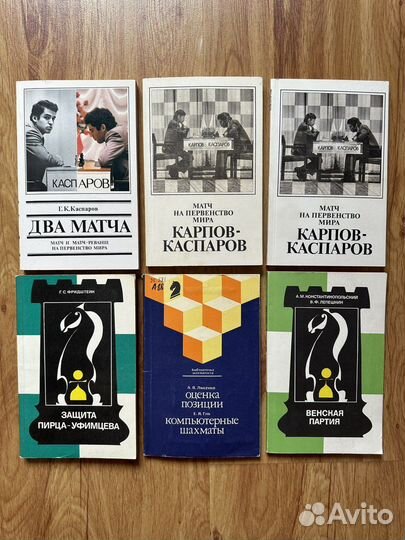 КАСПАРОВ
Г.К.Каспаров
ДВА МАТЧА
МАТЧ И МАТЧ-РЕВАНШ
НА ПЕРВЕНСТВО МИРА
КАРПОВ КАСПАРОВ
МАТЧ
НА ПЕРВЕНСТВО
МИРА
КАРПОВ-
КАСПАРОВ
КАРПОВ КАСПАРОВ
МАТЧ
НА ПЕРВЕНСТВО
МИРА
КАРПОВ-
КАСПАРОВ
Г. С. ФРИДШТЕЙН
ЗАЩИТА
ПИРЦА-УФИМЦЕВА
Библиотечка
шахматиста
А. В.
ОЦЕНКА
ПОЗИЦИИ
Е. Я. Гик
КОМПЬЮТЕРНЫЕ
ШАХМАТЫ
А. М. КОНСТАНТИНОПОЛЬСКИЙ
В. Ф. ЛЕПЕШКИН
ВЕНСКАЯ
ПАРТИЯ
Avito